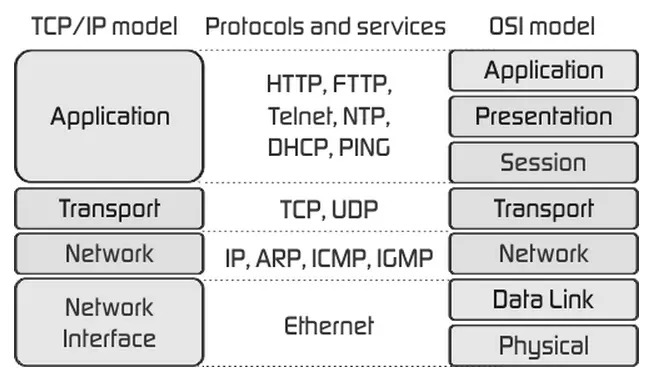 TCP/IP model
Protocols and services
OSI model
Application
HTTP, FTTP,
Telnet, NTP,
DHCP, PING
Application
Presentation
Session
Transport
TCP, UDP
Transport
Network
IP, ARP, ICMP, IGMP
Network
Network
Interface
Ethernet
Data Link
Physical